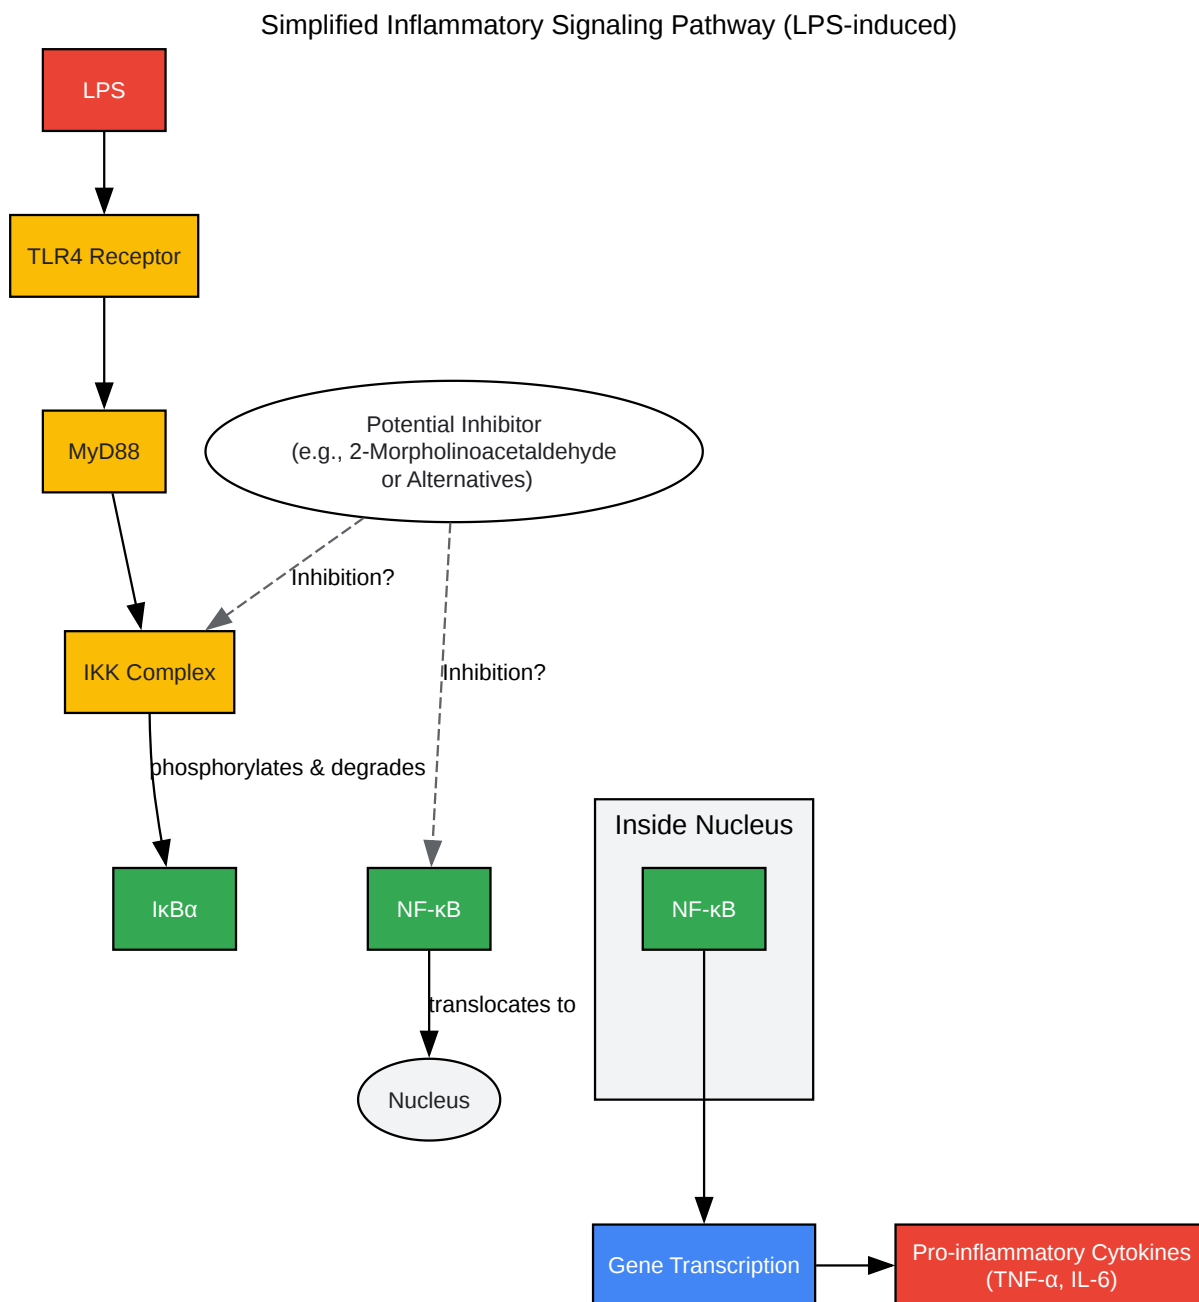 Simplified Inflammatory Signaling Pathway (LPS-induced)
LPS
TLR4 Receptor
MyD88
Potential Inhibitor
(e.g., 2-Morpholinoacetaldehyde
or Alternatives)
Inhibition?
IKK Complex
Inhibition?
phosphorylates & degrades
Inside Nucleus
IκBα
NF-κB
NF-κB
translocates to
Nucleus
Gene Transcription
Pro-inflammatory Cytokines
(TNF-α, IL-6)